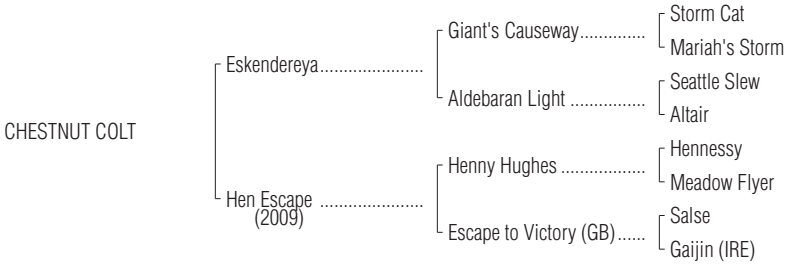 Storm Cat
Giant's Causeway..............
Mariah's Storm
Eskendereya......................
Seattle Slew
Aldebaran Light ................
Altair
CHESTNUT COLT
Hennessy
Henny Hughes ..................
Meadow Flyer
Hen Escape ......................
(2009)
Salse
Escape to Victory (GB)......
Gaijin (IRE)